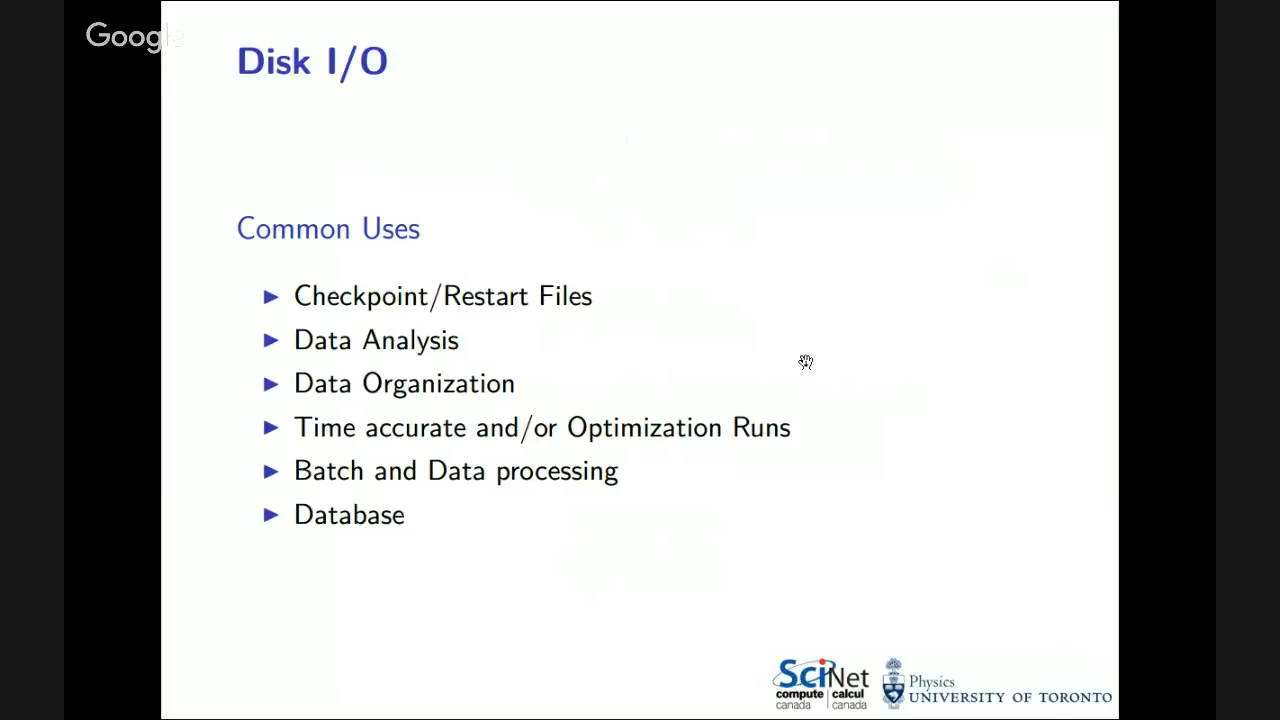 Google
Disk I/O
Common Uses
▶ Checkpoint/Restart Files
▶ Data Analysis
▶ Data Organization
▶ Time accurate and/or Optimization Runs
▶ Batch and Data processing
▶ Database
SciNet
compute | calcul
canada | canada
Physics
UNIVERSITY OF TORONTO